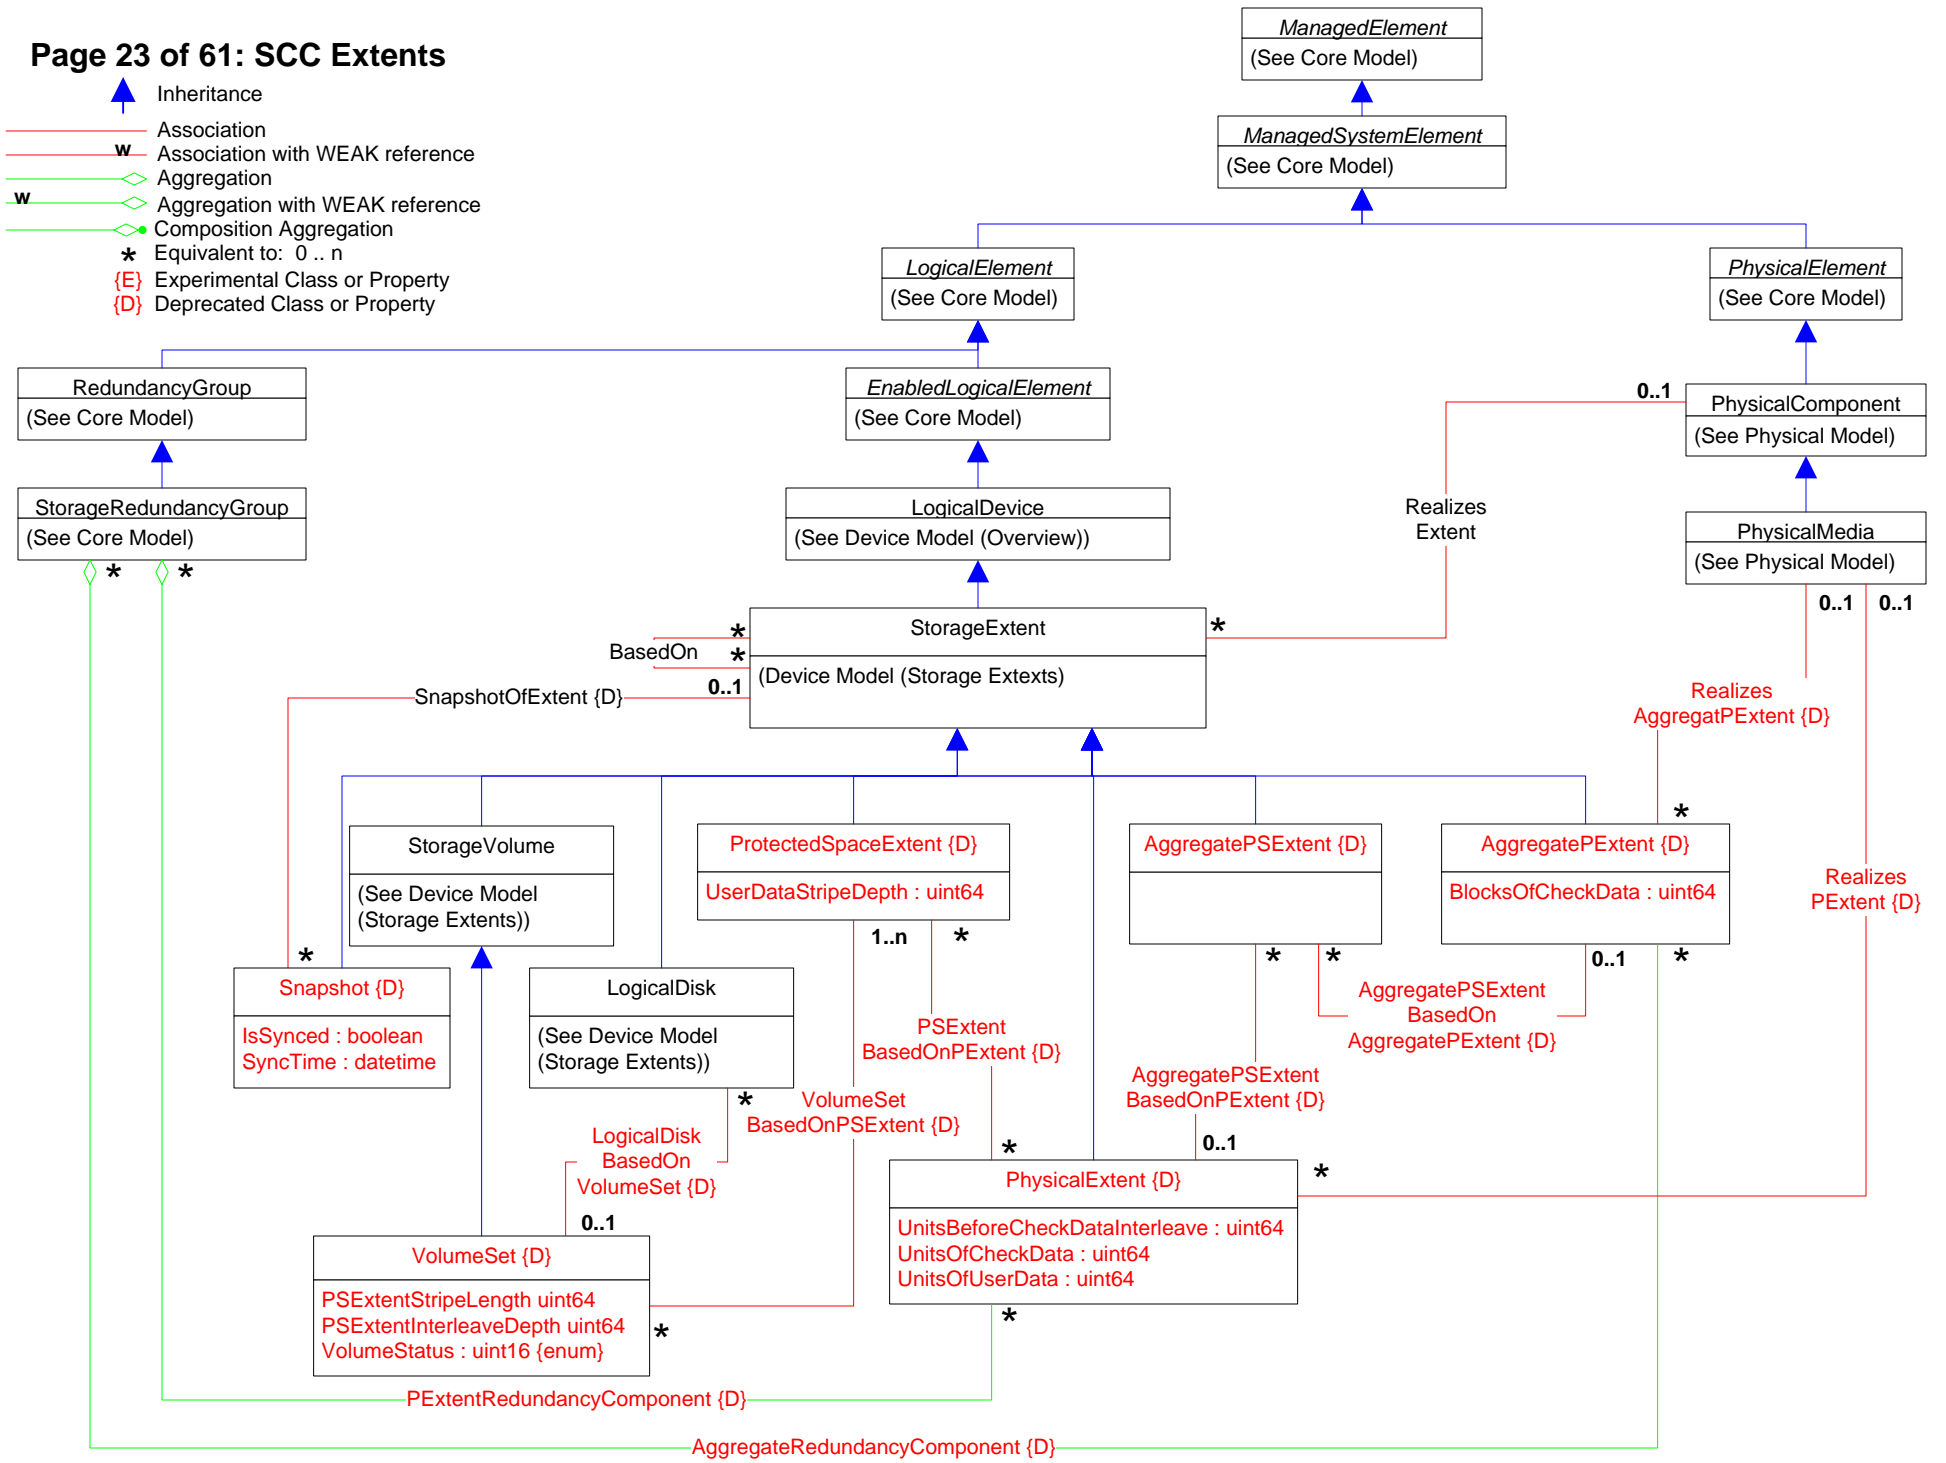 Page 23 of 61: SCC Extents
Inheritance
Association
w
Association with WEAK reference
Aggregation
w
Aggregation with WEAK reference
Composition Aggregation
* Equivalent to: 0 .. n
{E} Experimental Class or Property
{D} Deprecated Class or Property
ManagedElement
(See Core Model)
ManagedSystemElement
(See Core Model)
LogicalElement
(See Core Model)
PhysicalElement
(See Core Model)
RedundancyGroup
(See Core Model)
EnabledLogicalElement
(See Core Model)
0..1
PhysicalComponent
(See Physical Model)
StorageRedundancyGroup
(See Core Model)
*
*
LogicalDevice
(See Device Model (Overview))
Realizes
Extent
PhysicalMedia
(See Physical Model)
0..1
0..1
StorageExtent
(Device Model (Storage Extexts)
*
*
BasedOn
*
0..1
SnapshotOfExtent {D}
Realizes
AggregatPExtent {D}
*
StorageVolume
(See Device Model
(Storage Extents))
ProtectedSpaceExtent {D}
UserDataStripeDepth : uint64
1..n
*
AggregatePSExtent {D}
*
*
AggregatePExtent {D}
BlocksOfCheckData : uint64
0..1
*
Realizes
PExtent {D}
*
Snapshot {D}
IsSynced : boolean
SyncTime : datetime
LogicalDisk
(See Device Model
(Storage Extents))
*
PSExtent
BasedOnPExtent {D}
AggregatePSExtent
BasedOn
AggregatePExtent {D}
VolumeSet
BasedOnPSExtent {D}
AggregatePSExtent
BasedOnPExtent {D}
LogicalDisk
BasedOn
VolumeSet {D}
0..1
*
0..1
*
PhysicalExtent {D}
UnitsBeforeCheckDataInterleave : uint64
UnitsOfCheckData : uint64
UnitsOfUserData : uint64
*
VolumeSet {D}
PSExtentStripeLength uint64
PSExtentInterleaveDepth uint64
VolumeStatus : uint16 {enum}
*
PExtentRedundancyComponent {D}
AggregateRedundancyComponent {D}